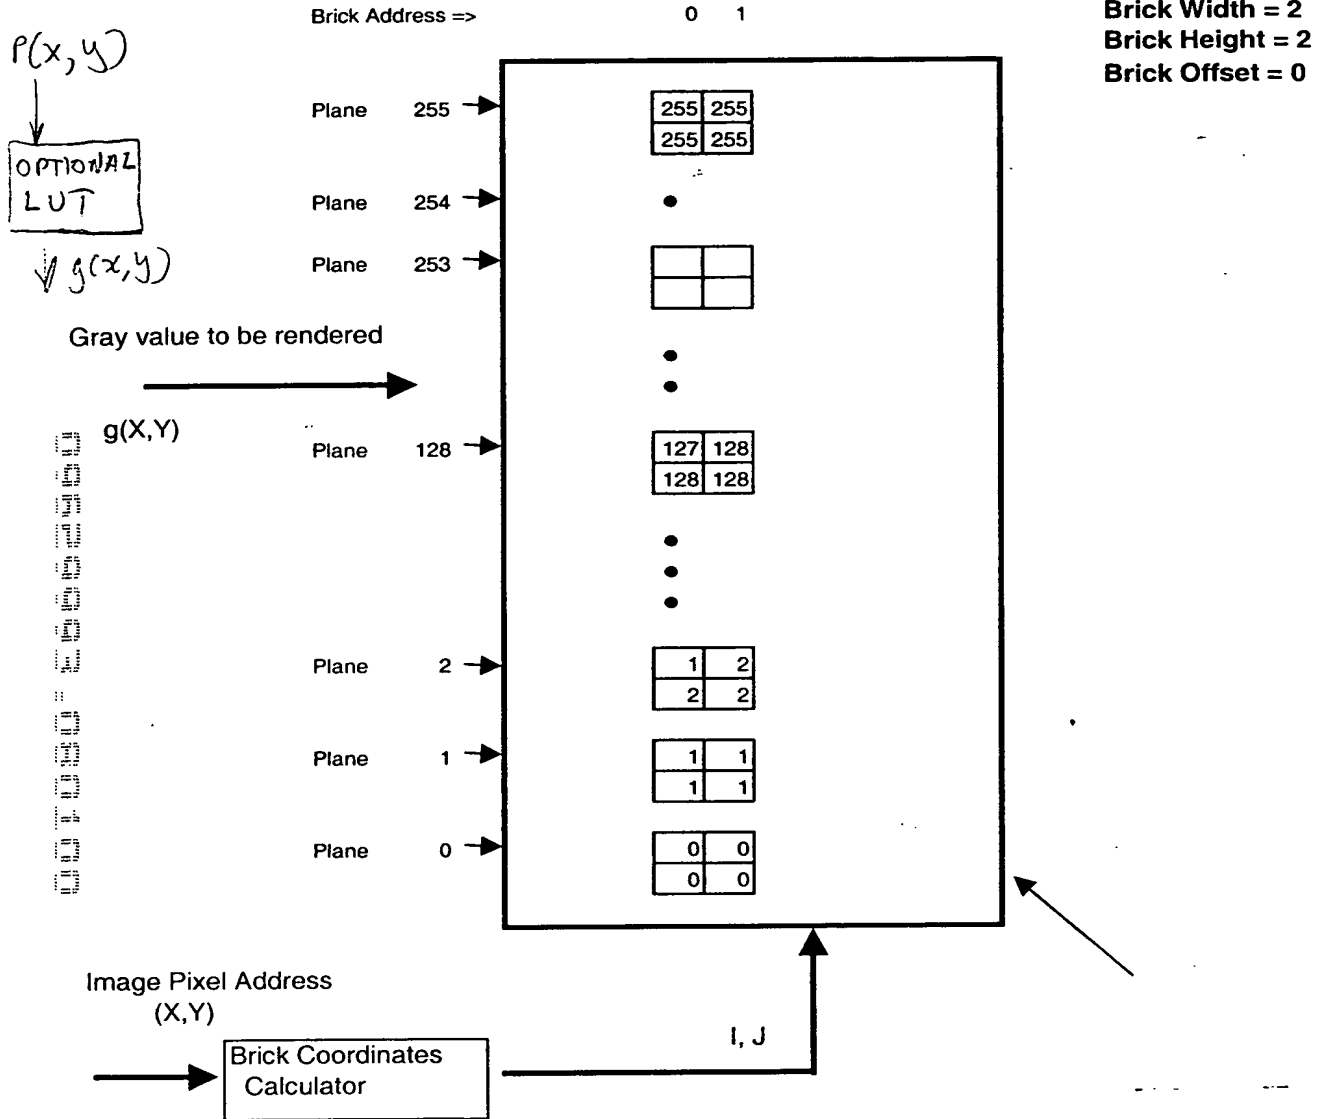 Brick Address => 0 1
Brick Width = 2
Brick Height = 2
Brick Offset = 0
P(x, y)
OPTIONAL
LUT
g(x, y)
Plane 255
255 255
255 255
Plane 254
Plane 253
Gray value to be rendered
g(X,Y)
Plane 128
127 128
128 128
Plane 2
1 2
2 2
Plane 1
1 1
1 1
Plane 0
0 0
0 0
Image Pixel Address
(X,Y)
Brick Coordinates
Calculator
I, J